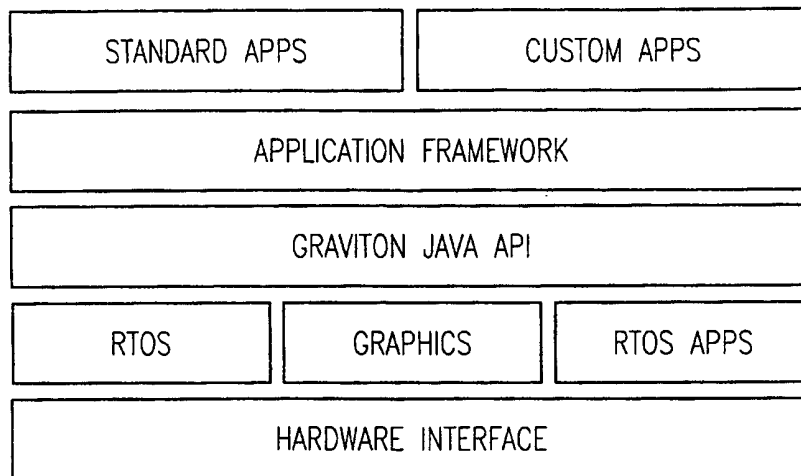 STANDARD APPS
CUSTOM APPS
APPLICATION FRAMEWORK
GRAVITON JAVA API
RTOS
GRAPHICS
RTOS APPS
HARDWARE INTERFACE